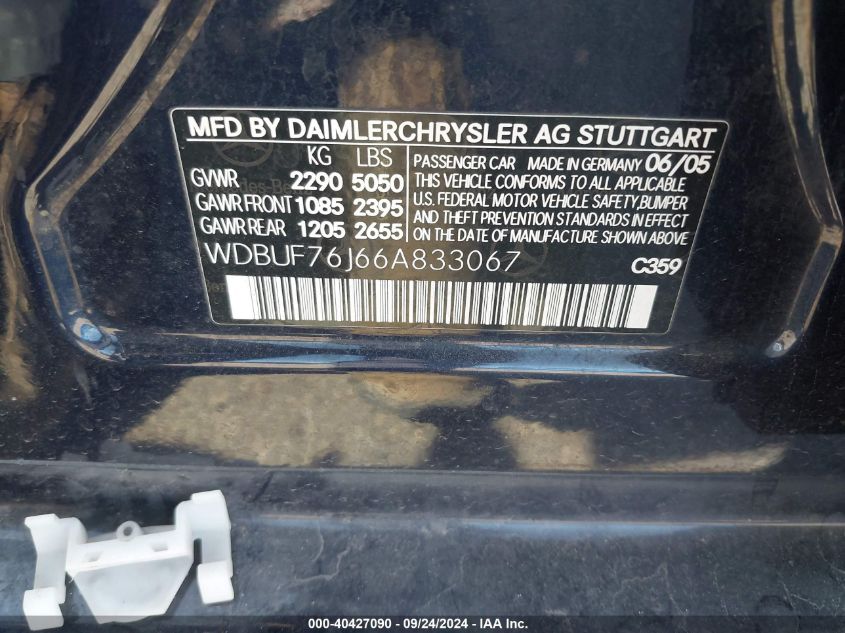 MFD BY DAIMLERCHRYSLER AG STUTTGART
KG LBS
GVWR 2290 5050
GAWR FRONT 1085 2395
GAWR REAR 1205 2655
PASSENGER CAR MADE IN GERMANY 06/05
THIS VEHICLE CONFORMS TO ALL APPLICABLE
U.S. FEDERAL MOTOR VEHICLE SAFETY,BUMPER
AND THEFT PREVENTION STANDARDS IN EFFECT
ON THE DATE OF MANUFACTURE SHOWN ABOVE.
WDBUF76J66A833067
C359
000-40427090 - 09/24/2024 - IAA Inc.